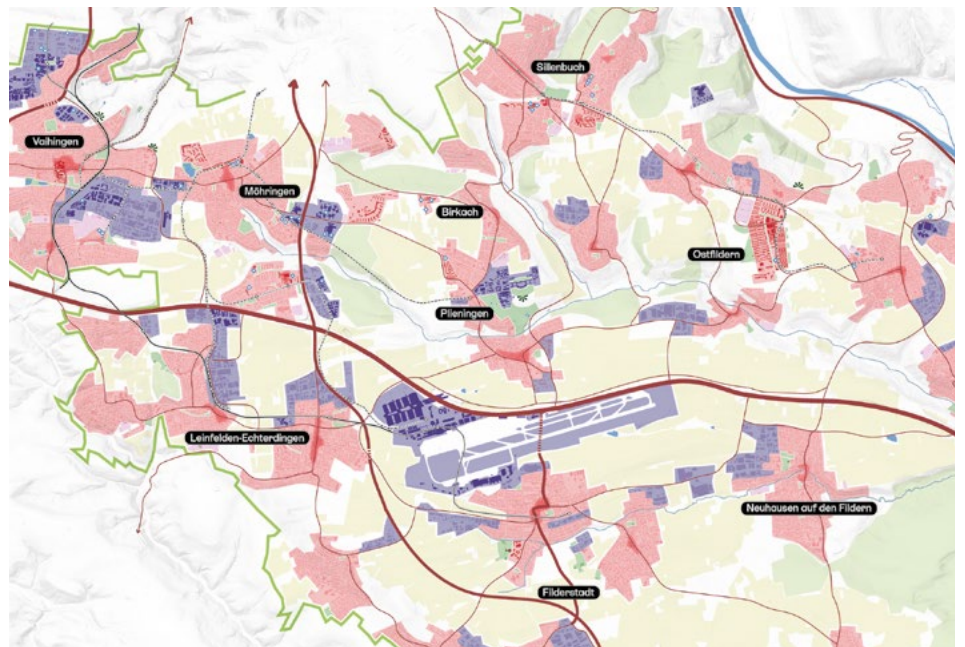 Sillenbuch
Vaihingen
Möhringen
Birkach
Ostfildern
Plieningen
Leinfelden-Echterdingen
Neuhausen auf den Fildern
Filderstadt